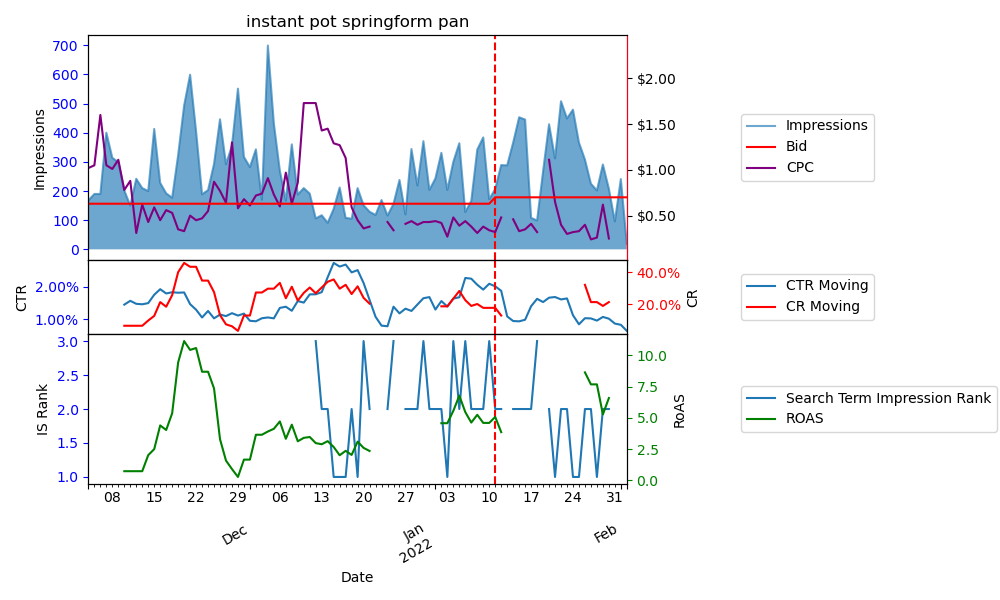 instant pot springform pan
Impressions
700
600
500
400
300
200
100
0
$2.00
$1.50
$1.00
$0.50
Impressions
Bid
CPC
CTR
2.00%
1.00%
40.0%
20.0%
CR
CTR Moving
CR Moving
IS Rank
3.0
2.5
2.0
1.5
1.0
10.0
7.5
5.0
2.5
0.0
RoAS
Search Term Impression Rank
ROAS
08 15 22 29 06 13 20 27 03 10 17 24 31
Dec Jan Feb
2022
Date